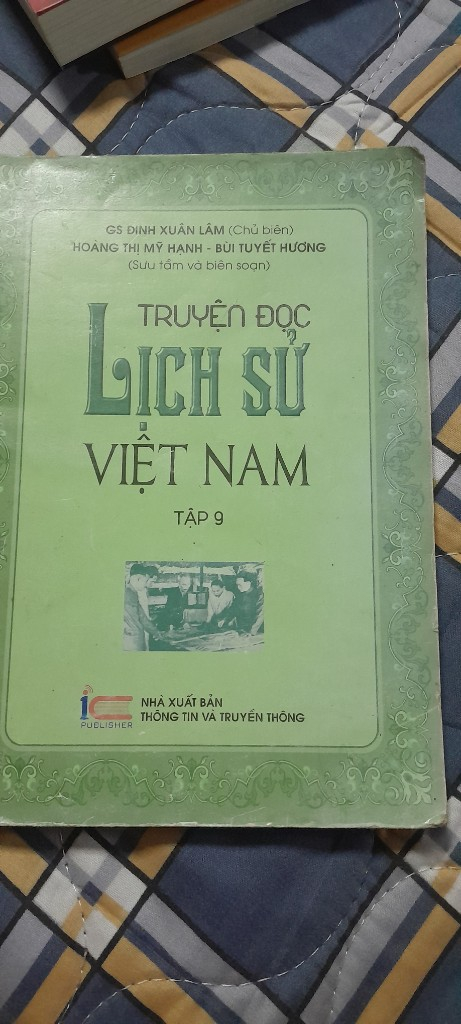 GS ĐINH XUÂN LÂM (Chủ biên)
HOÀNG THỊ MỸ HẠNH - BÙI TUYẾT HƯƠNG
(Sưu tầm và biên soạn)
TRUYỆN ĐỌC
LỊCH SỬ
VIỆT NAM
TẬP 9
iC
PUBLISHER
NHÀ XUẤT BẢN
THÔNG TIN VÀ TRUYỀN THÔNG